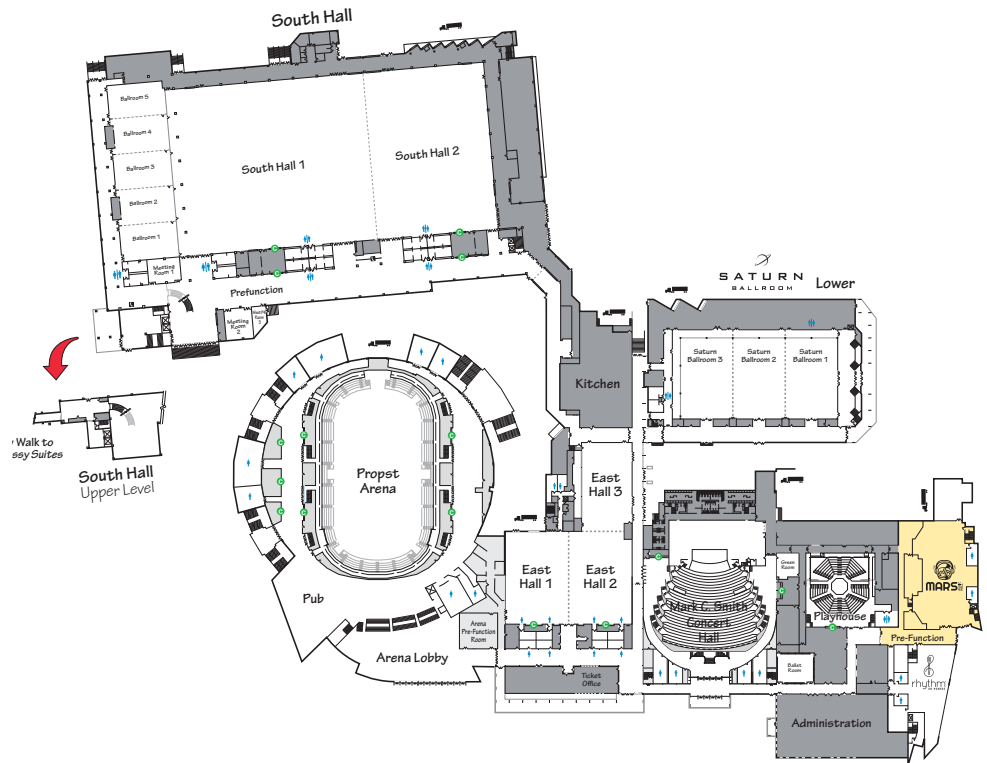 South Hall
Ballroom 5
Ballroom 4
Ballroom 3
Ballroom 2
Ballroom 1
South Hall 1
South Hall 2
Meeting
Room 1
Prefunction
Meeting
Room 2
SATURN
BALLROOM
Lower
Saturn
Ballroom 3
Saturn
Ballroom 2
Saturn
Ballroom 1
Kitchen
Walk to
ssy Suites
South Hall
Upper Level
Propst
Arena
East
Hall 3
East
Hall 1
East
Hall 2
Pub
Arena
Pre-Function
Room
Arena Lobby
Ticket
Office
Mark C. Smith
Concert
Hall
Green
Room
Playhouse
MARS
Pre-Function
Ballet
Room
rhythm
Administration